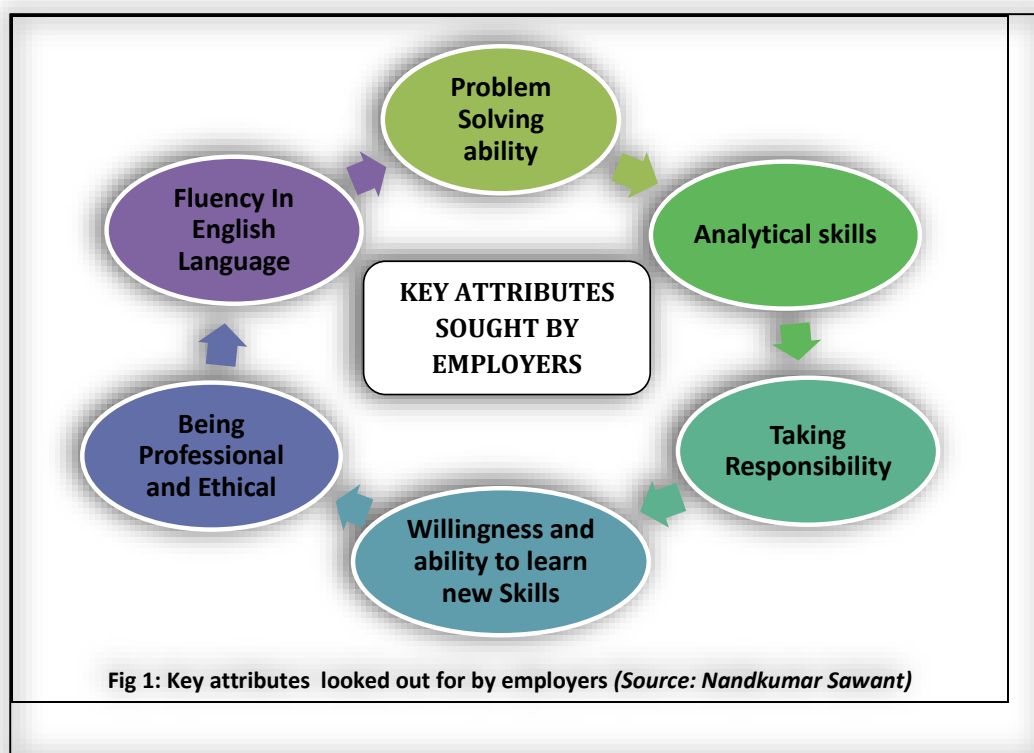 Problem
Solving
ability
Analytical skills
Taking
Responsibility
Willingness and
ability to learn
new Skills
Being
Professional
and Ethical
Fluency In
English
Language
KEY ATTRIBUTES
SOUGHT BY
EMPLOYERS
Fig 1: Key attributes looked out for by employers (Source: Nandkumar Sawant)